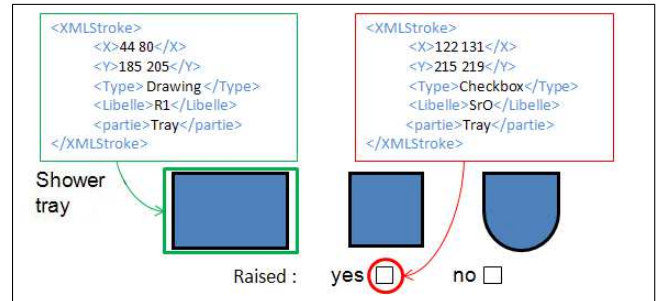 <XMLStroke>
<X>44 80</X>
<Y>185 205</Y>
<Type> Drawing </Type>
<Libelle>R1</Libelle>
<partie>Tray</partie>
</XMLStroke>
<XMLStroke>
<X>122 131</X>
<Y>215 219</Y>
<Type>Checkbox</Type>
<Libelle>SrO</Libelle>
<partie>Tray</partie>
</XMLStroke>
Shower
tray
Raised : yes no